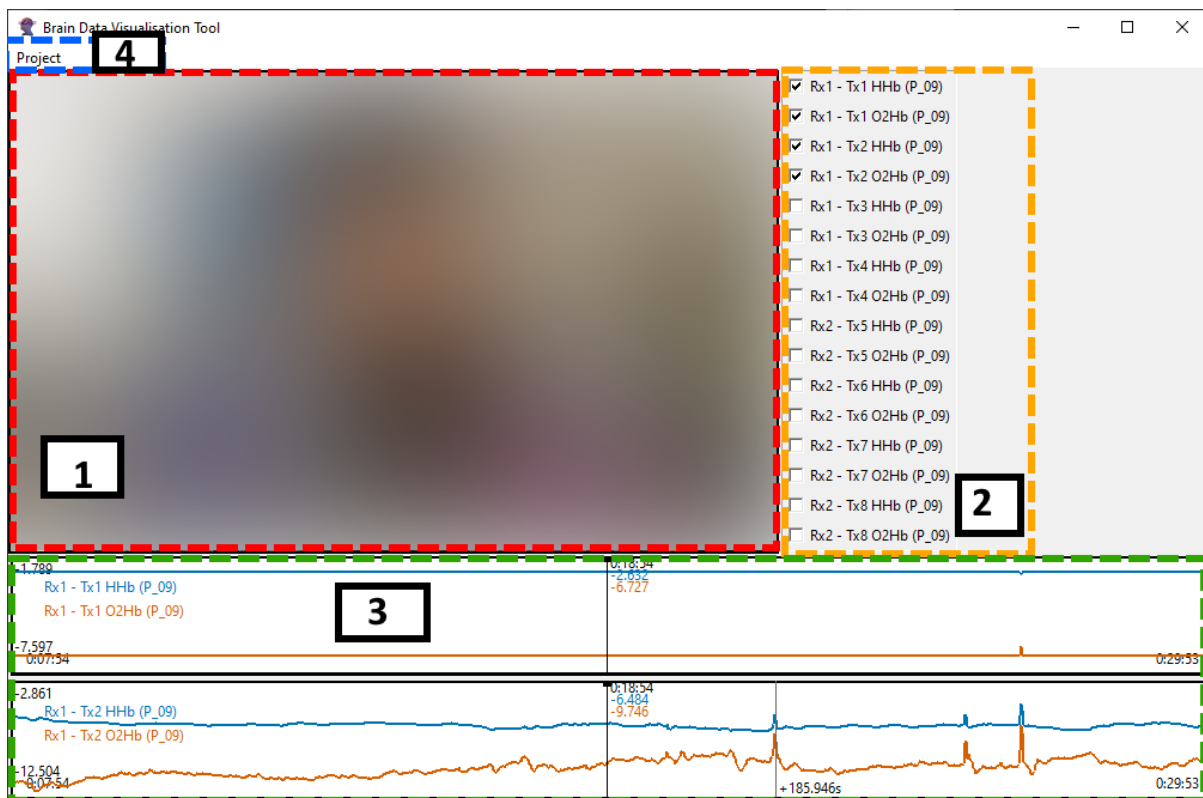 Brain Data Visualisation Tool
Project
4
Rx1 - Tx1 HHb (P_09)
Rx1 - Tx1 O2Hb (P_09)
Rx1 - Tx2 HHb (P_09)
Rx1 - Tx2 O2Hb (P_09)
Rx1 - Tx3 HHb (P_09)
Rx1 - Tx3 O2Hb (P_09)
Rx1 - Tx4 HHb (P_09)
Rx1 - Tx4 O2Hb (P_09)
Rx2 - Tx5 HHb (P_09)
Rx2 - Tx5 O2Hb (P_09)
Rx2 - Tx6 HHb (P_09)
Rx2 - Tx6 O2Hb (P_09)
Rx2 - Tx7 HHb (P_09)
Rx2 - Tx7 O2Hb (P_09)
Rx2 - Tx8 HHb (P_09)
Rx2 - Tx8 O2Hb (P_09)
1
2
-1.789
0:18:54
-2.632
-6.727
Rx1 - Tx1 HHb (P_09)
Rx1 - Tx1 O2Hb (P_09)
3
-7.597
0:07:54
0:29:53
-2.861
0:18:54
-6.484
-9.746
Rx1 - Tx2 HHb (P_09)
Rx1 - Tx2 O2Hb (P_09)
-12.504
0:07:54
+185.946s
0:29:53